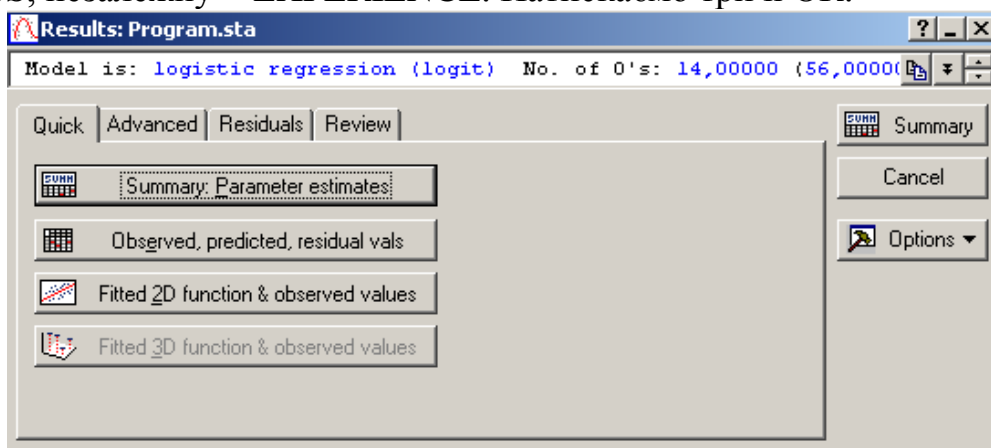 Results: Program.sta
Model is: logistic regression (logit) No. of 0's: 14,00000 (56,0000
Quick Advanced Residuals Review
Summary
Summary: Parameter estimates
Cancel
Observed, predicted, residual vals
Options
Fitted 2D function & observed values
Fitted 3D function & observed values